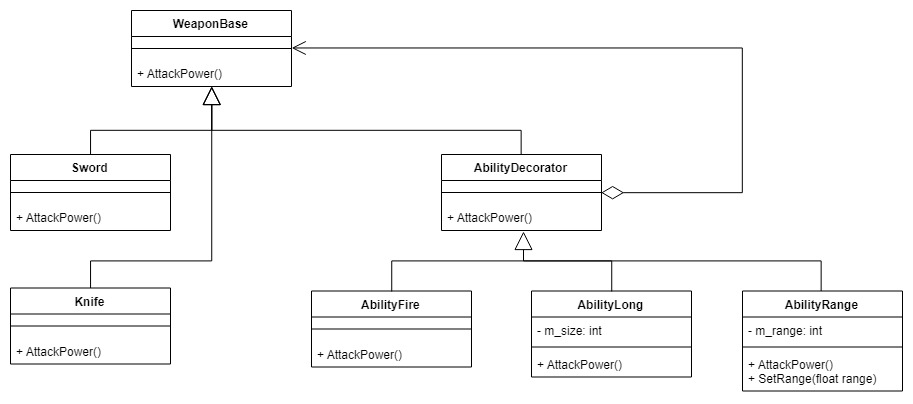 WeaponBase
+ AttackPower()
Sword
+ AttackPower()
AbilityDecorator
+ AttackPower()
Knife
+ AttackPower()
AbilityFire
+ AttackPower()
AbilityLong
- m_size: int
+ AttackPower()
AbilityRange
- m_range: int
+ AttackPower()
+ SetRange(float range)